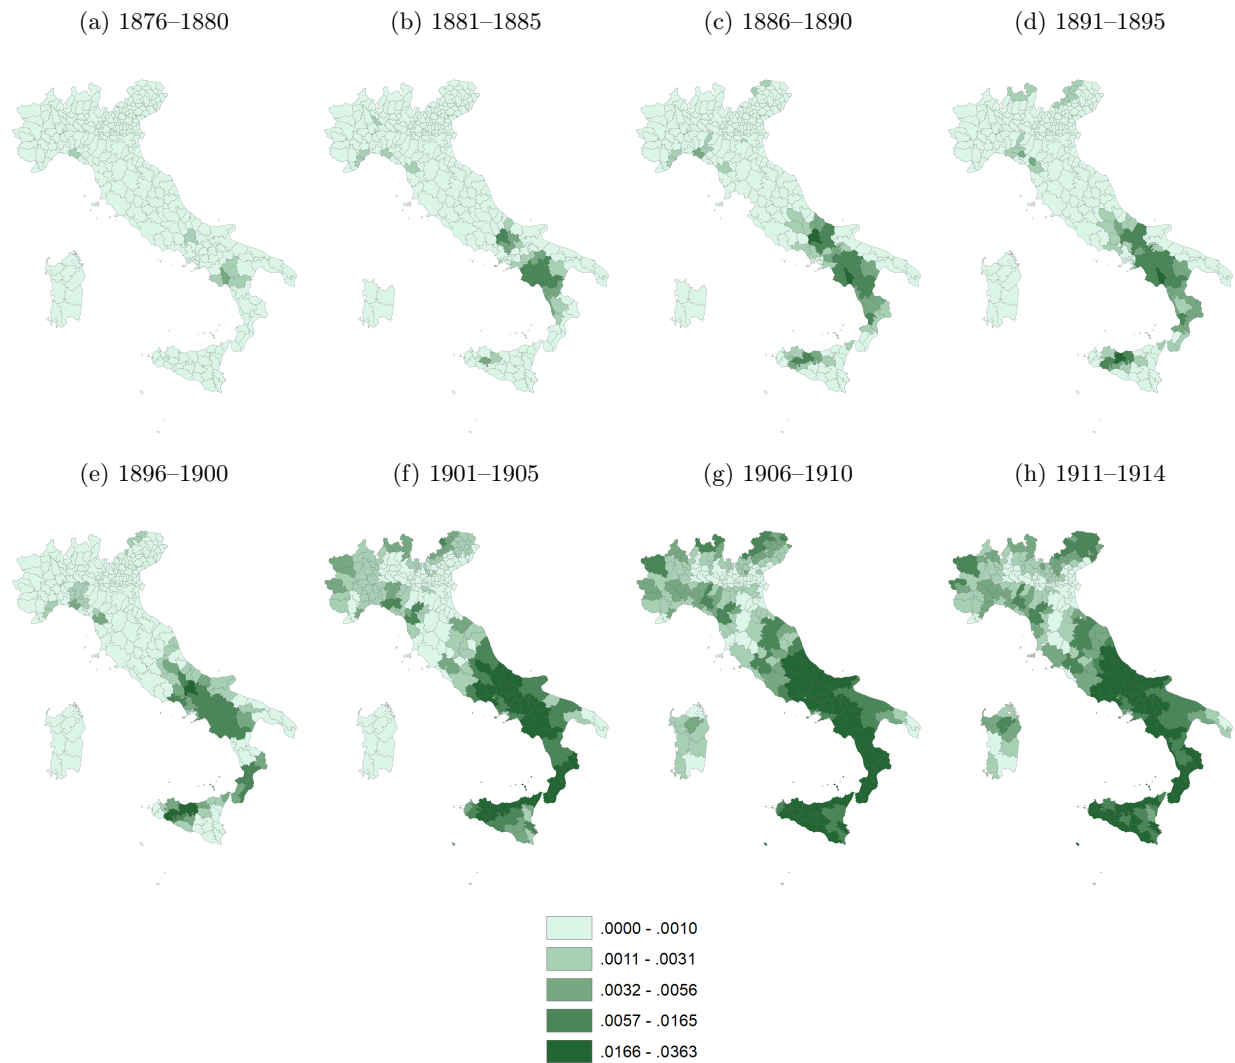 (a) 1876–1880
(b) 1881–1885
(c) 1886–1890
(d) 1891–1895
(e) 1896–1900
(f) 1901–1905
(g) 1906–1910
(h) 1911–1914
.0000 - .0010
.0011 - .0031
.0032 - .0056
.0057 - .0165
.0166 - .0363